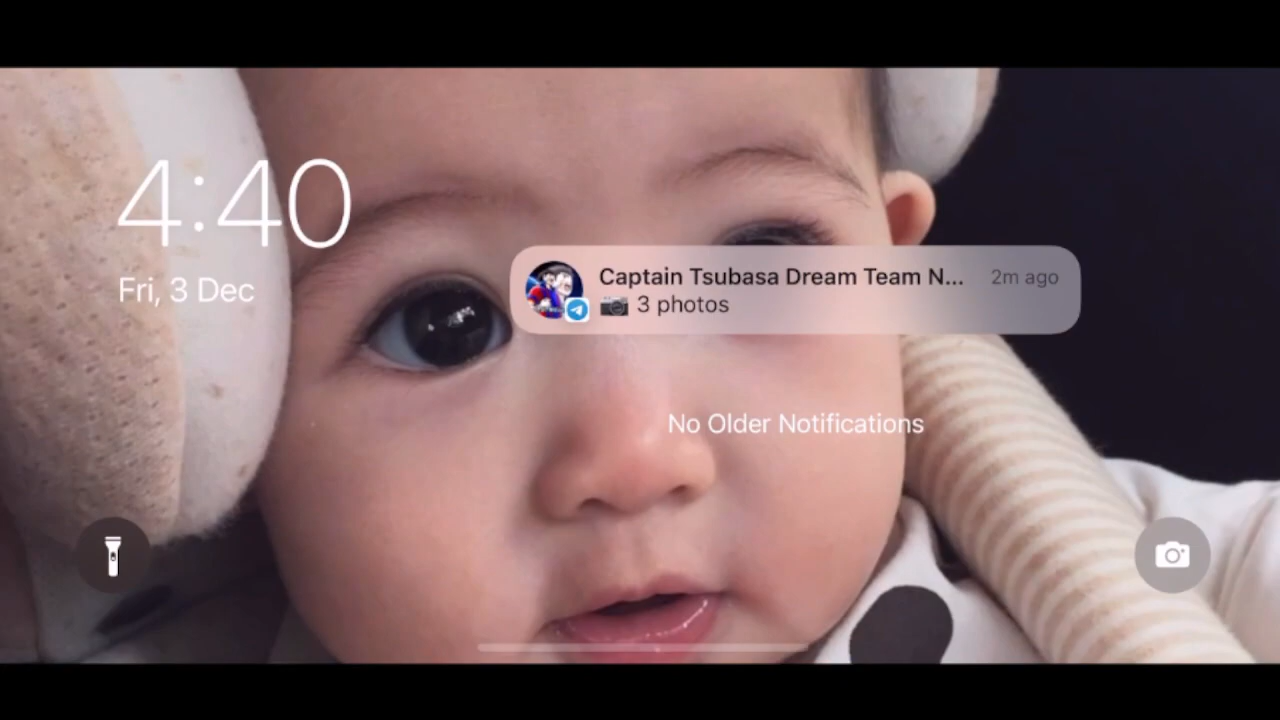 4:40
Fri, 3 Dec
Captain Tsubasa Dream Team N... 2m ago
3 photos
No Older Notifications